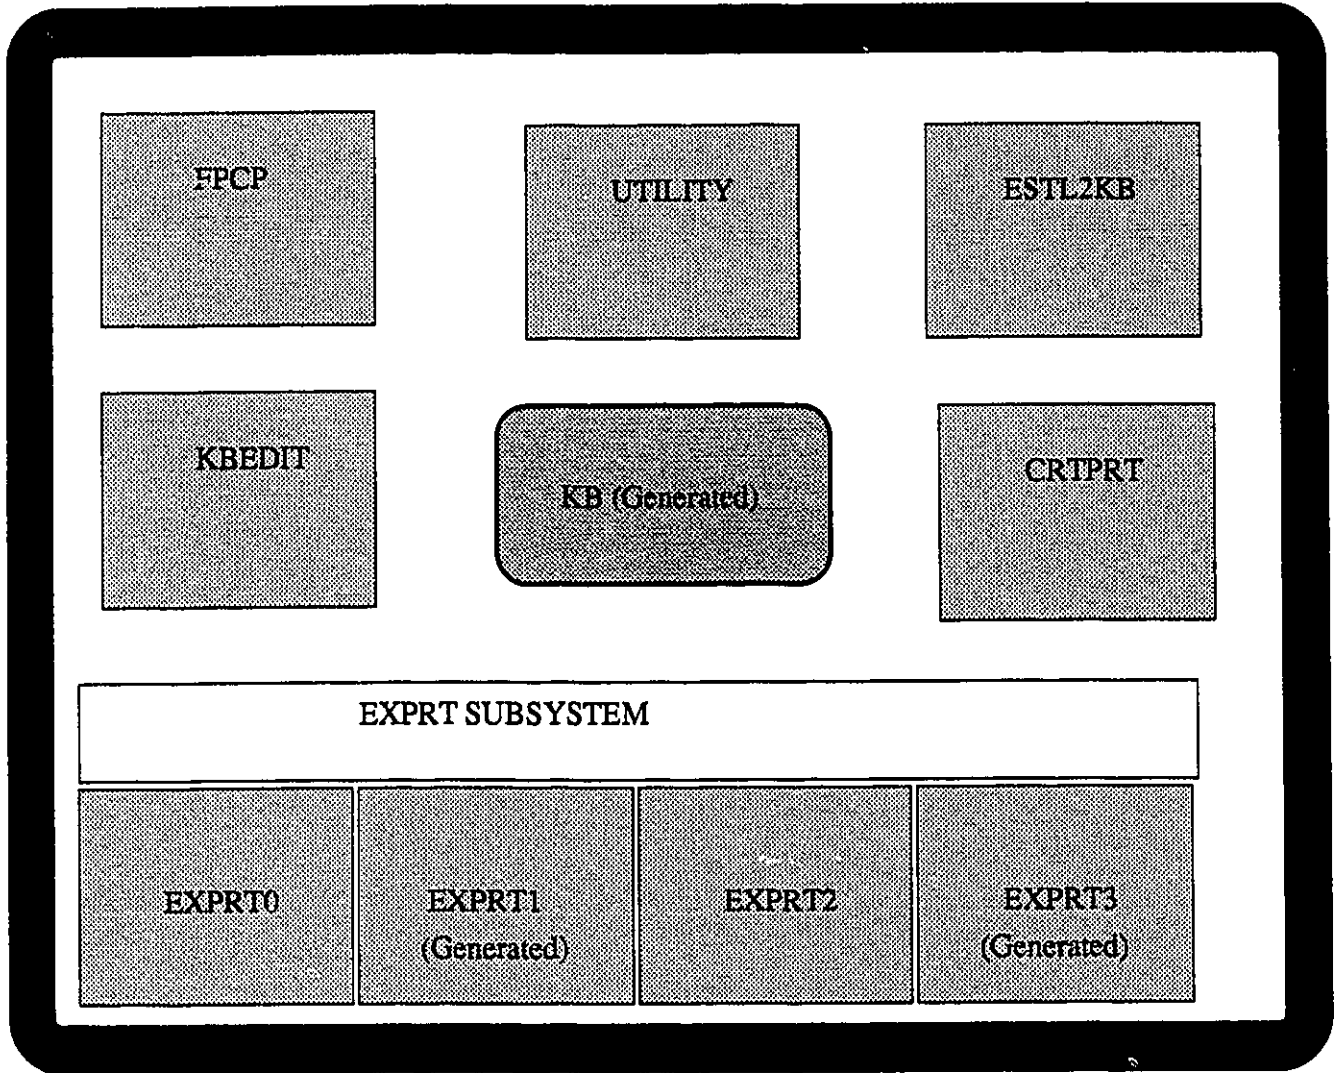 FPCP
UTILITY
ESTL2KB
KBEDIT
KB (Generated)
CRTPRT
EXPRT SUBSYSTEM
EXPRT0
EXPRT1
(Generated)
EXPRT2
EXPRT3
(Generated)